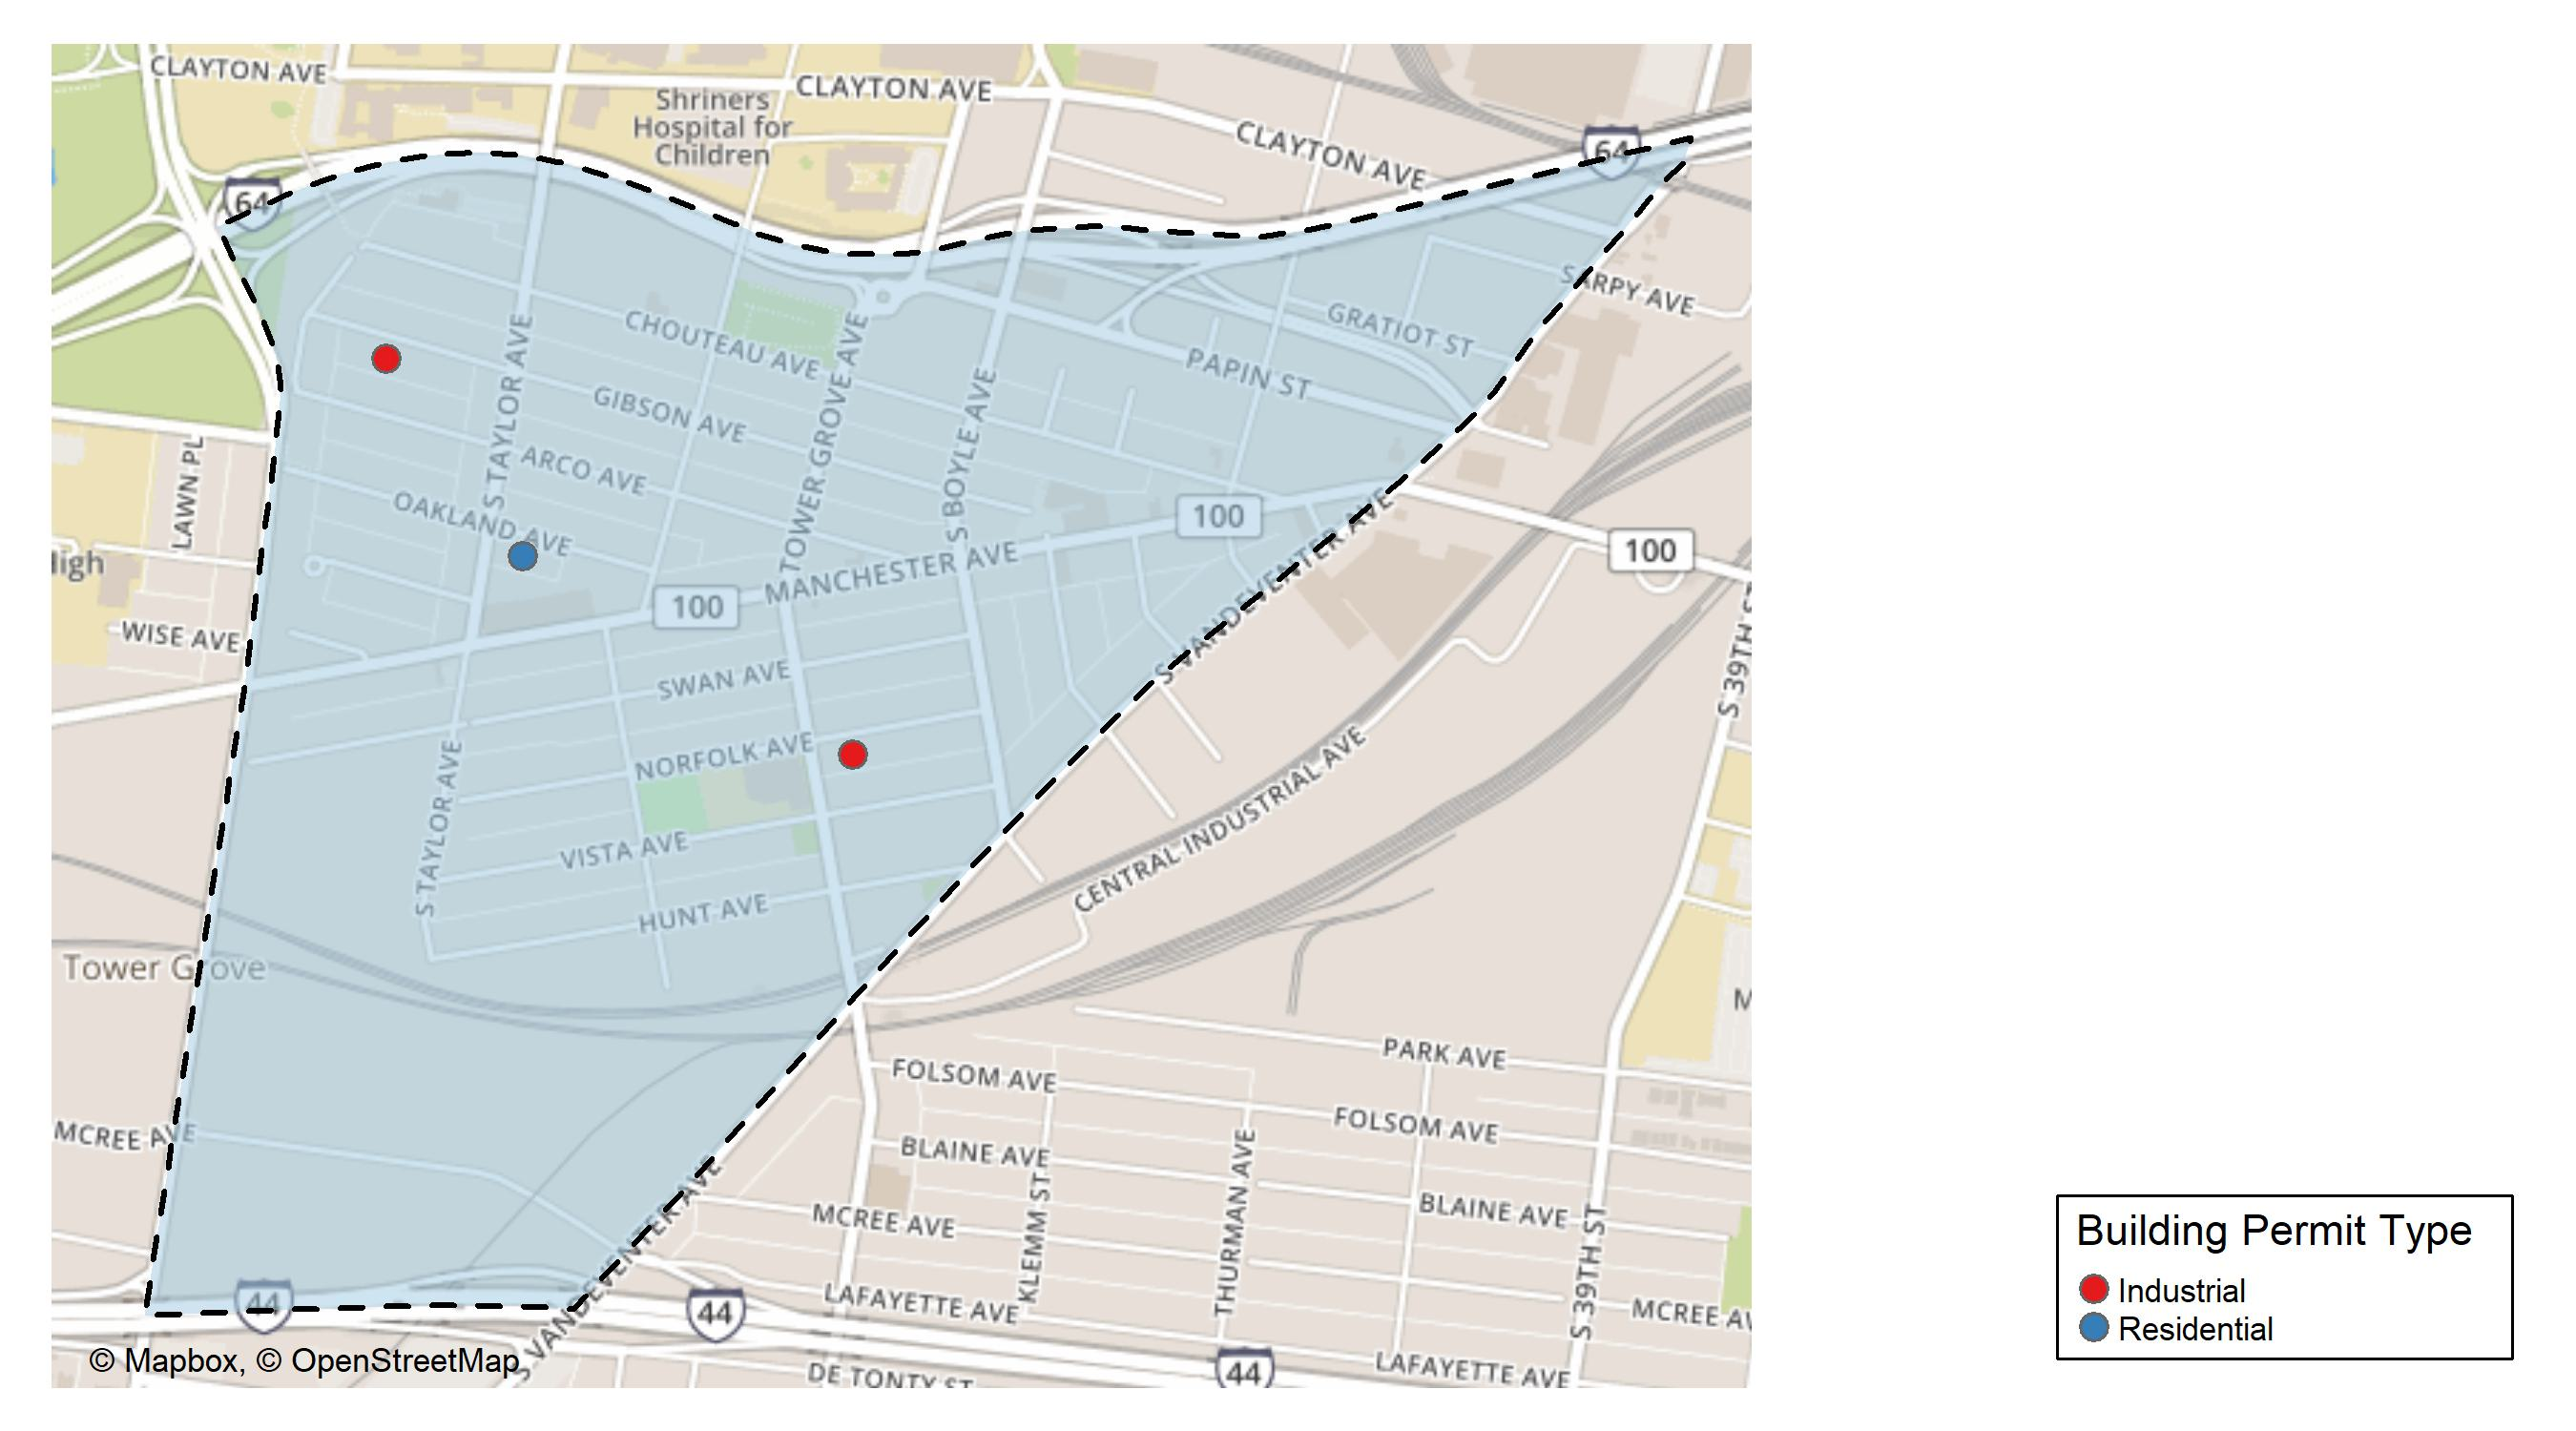 CLAYTON AVE
CLAYTON AVE
Shriners
Hospital for
Children
CLAYTON AVE
64
64
SARPY AVE
GRATIOT ST
CHOUTEAU AVE
PAPIN ST
GIBSON AVE
S TAYLOR AVE
TOWER GROVE AVE
S BOYLE AVE
ARCO AVE
LAWN PL
OAKLAND AVE
100
100
MANCHESTER AVE
100
S VANDEVENTER AVE
WISE AVE
SWAN AVE
S 39TH ST
NORFOLK AVE
S TAYLOR AVE
CENTRAL INDUSTRIAL AVE
VISTA AVE
HUNT AVE
Tower Grove
M
PARK AVE
FOLSOM AVE
FOLSOM AVE
MCREE AVE
BLAINE AVE
KLEMM ST
THURMAN AVE
BLAINE AVE
S 39TH ST
MCREE AVE
S VANDEVENTER AVE
44
44
LAFAYETTE AVE
MCREE AV
44
LAFAYETTE AVE
DE TONTY ST
© Mapbox, © OpenStreetMap
Building Permit Type
Industrial
Residential